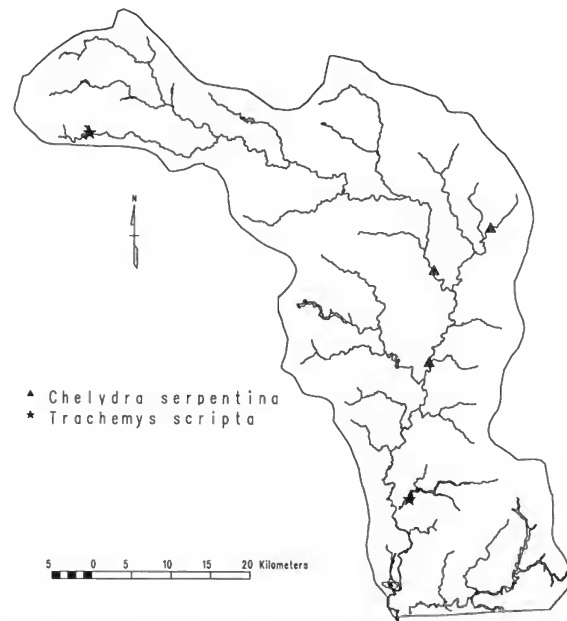 N
▲ Chelydra serpentina
★ Trachemys scripta
5 0 5 10 15 20 Kilometers